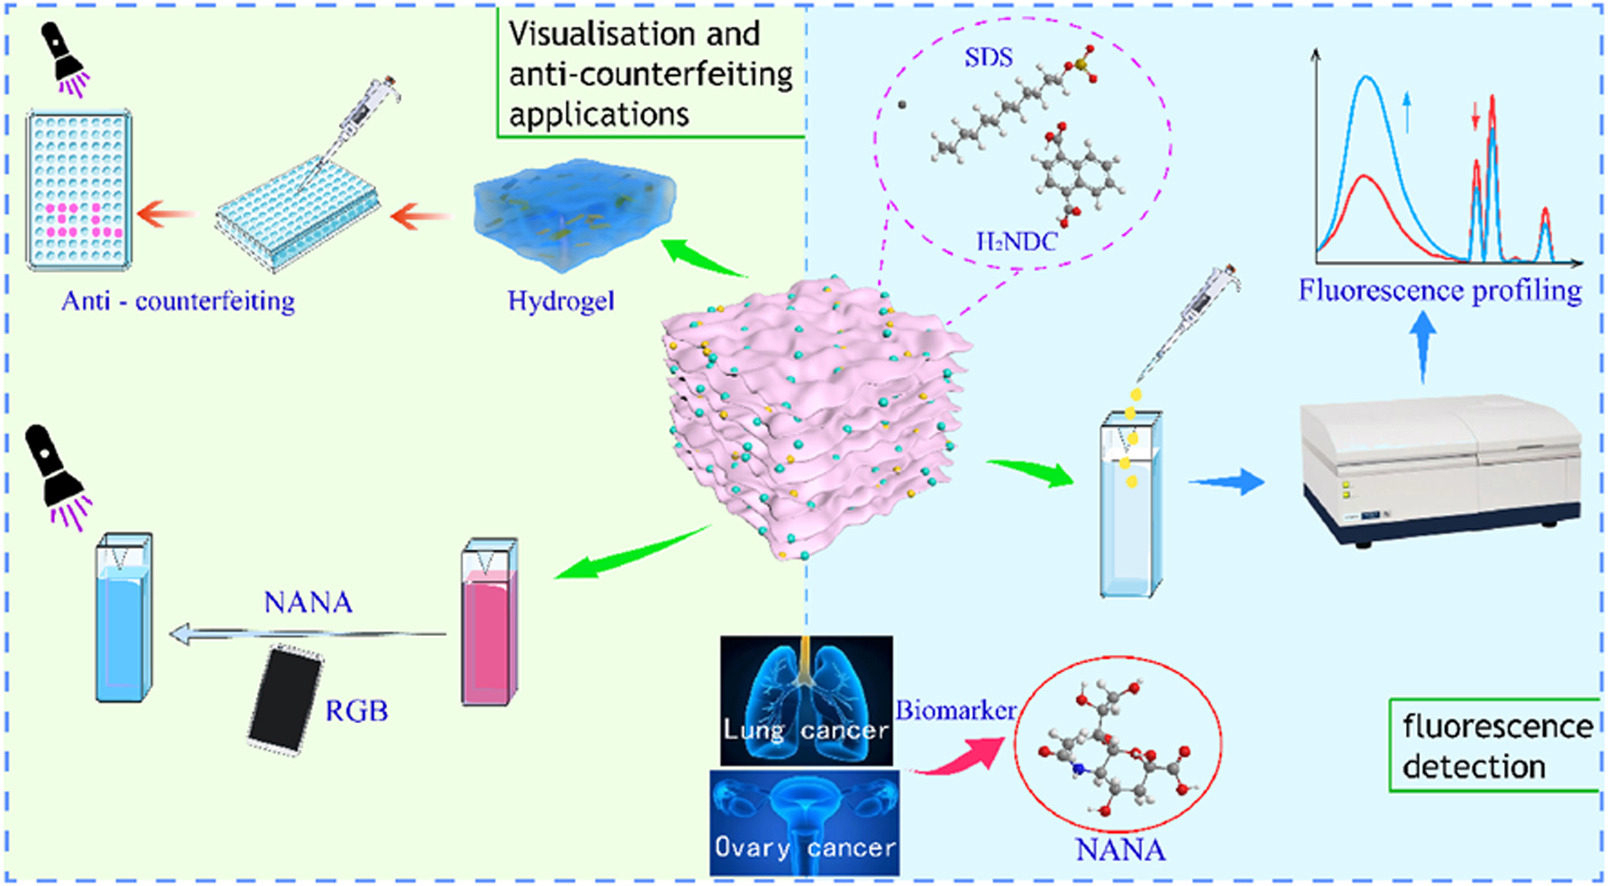 Visualisation and
anti-counterfeiting
applications
SDS
H₂NDC
Fluorescence profiling
Anti - counterfeiting
Hydrogel
NANA
RGB
Lung cancer
Biomarker
Ovary cancer
NANA
fluorescence
detection